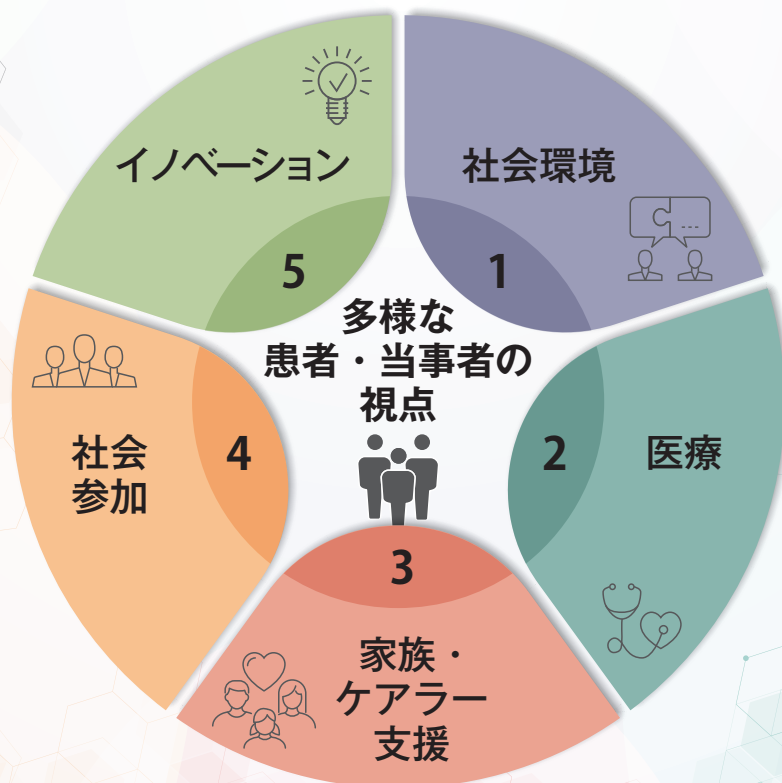 多様な
患者・当事者の
視点
1
社会環境
...
2
医療
3
家族・
ケアラー
支援
4
社会
参加
5
イノベーション